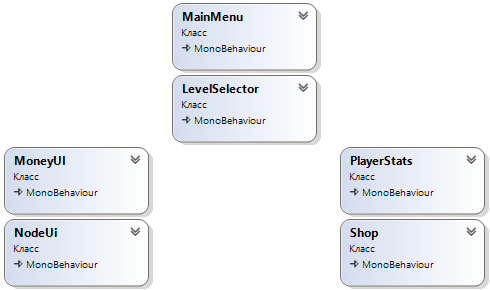 MainMenu
Класс
MonoBehaviour
LevelSelector
Класс
MonoBehaviour
MoneyUI
Класс
MonoBehaviour
NodeUi
Класс
MonoBehaviour
PlayerStats
Класс
MonoBehaviour
Shop
Класс
MonoBehaviour